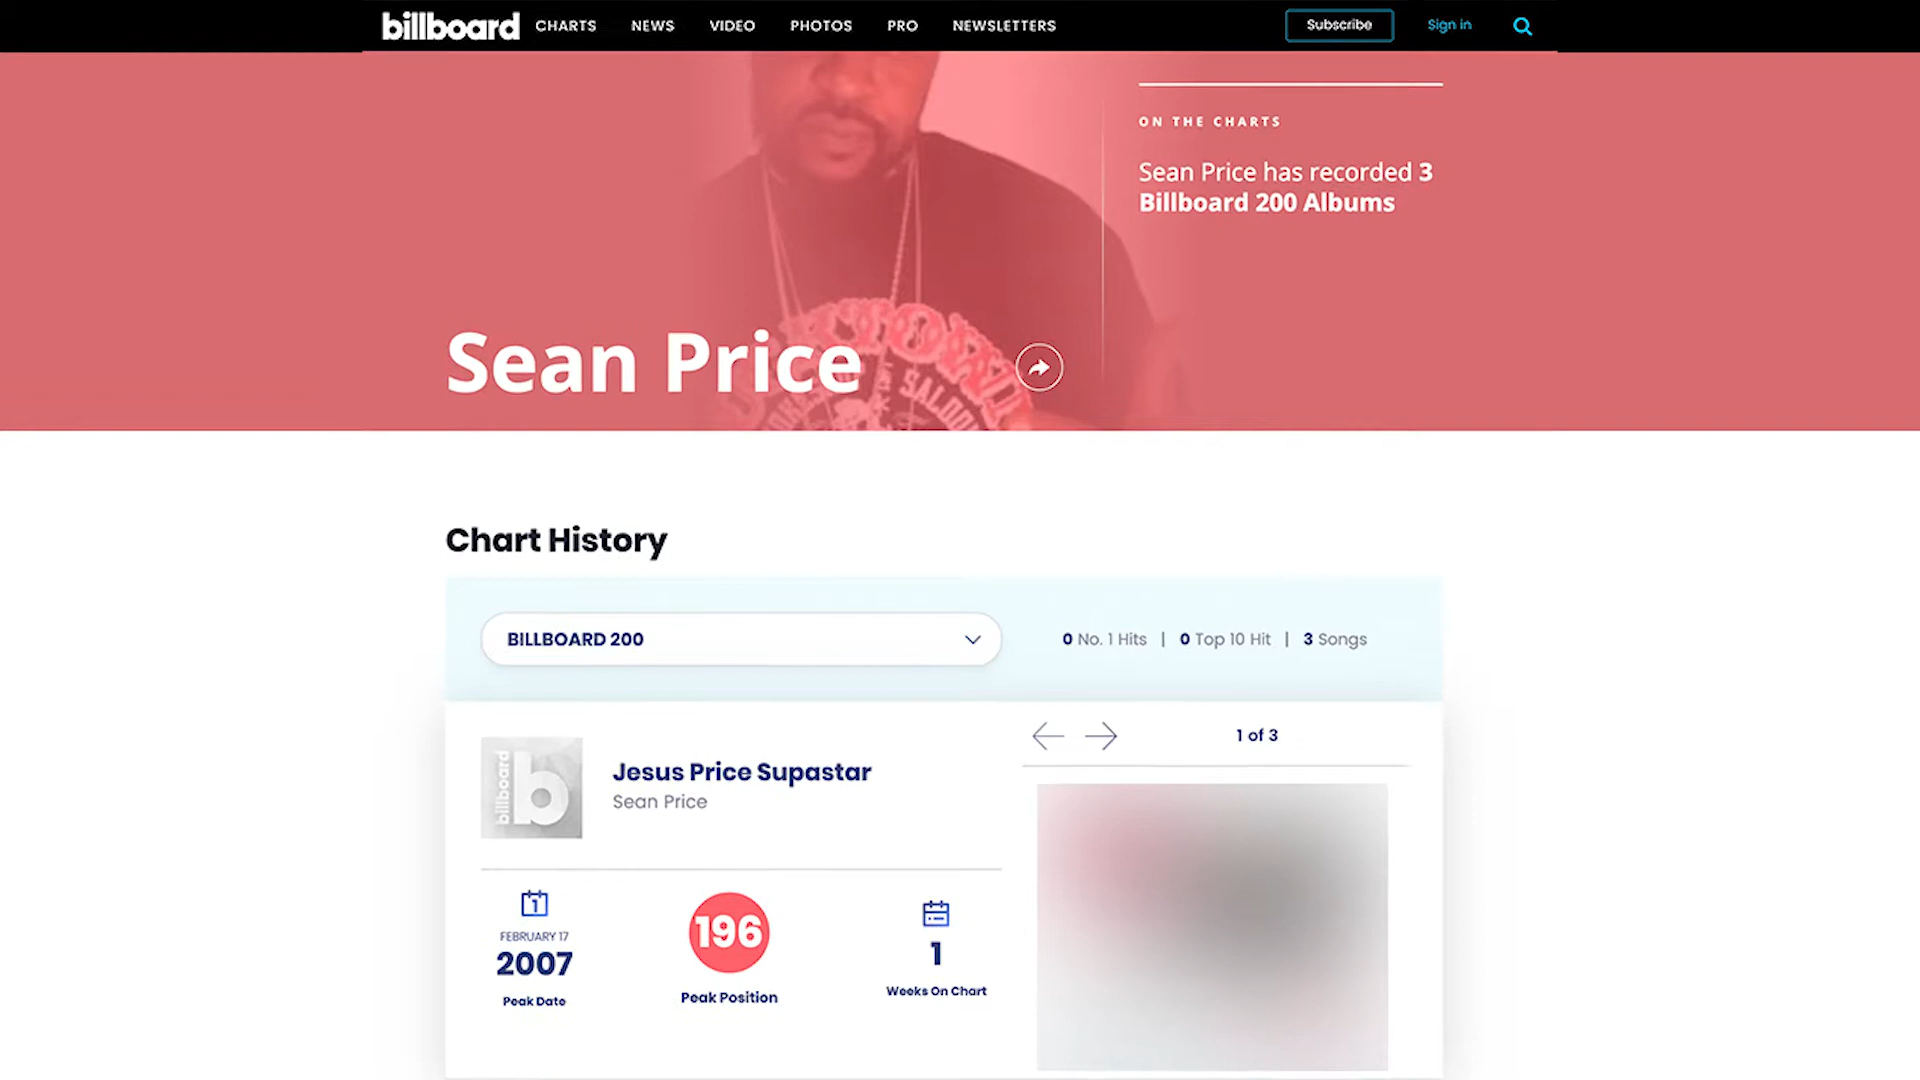 billboard CHARTS NEWS VIDEO PHOTOS PRO NEWSLETTERS Subscribe Sign in
ON THE CHARTS
Sean Price has recorded 3
Billboard 200 Albums
Sean Price
SALOON
Chart History
BILLBOARD 200
0 No. 1 Hits | 0 Top 10 Hit | 3 Songs
1 of 3
billboard b
Jesus Price Supastar
Sean Price
1
FEBRUARY 17
2007
Peak Date
196
Peak Position
1
Weeks On Chart